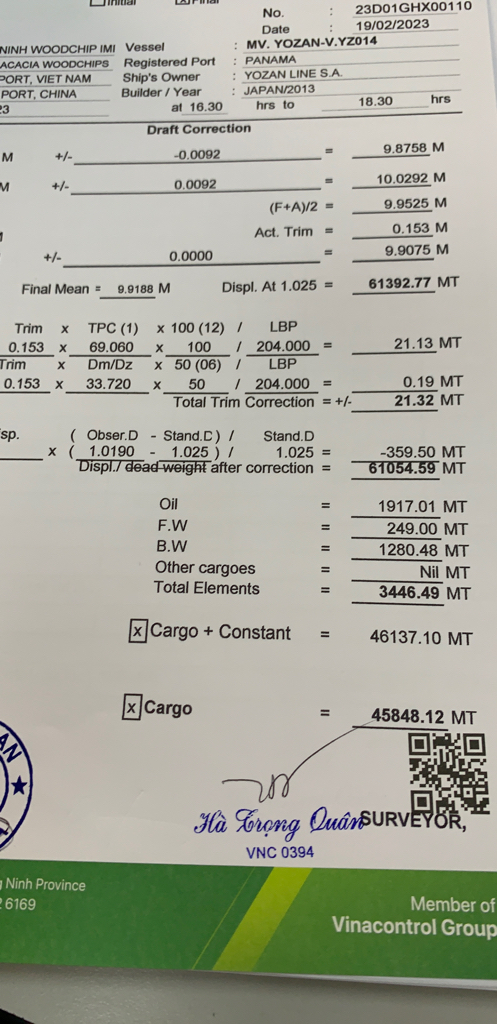 Initial Final
No. : 23D01GHX00110
Date : 19/02/2023
NINH WOODCHIP IMI Vessel : MV. YOZAN-V.YZ014
ACACIA WOODCHIPS Registered Port : PANAMA
PORT, VIET NAM Ship's Owner : YOZAN LINE S.A.
PORT, CHINA Builder / Year : JAPAN/2013
23 at 16.30 hrs to 18.30 hrs
Draft Correction
M +/- -0.0092 = 9.8758 M
M +/- 0.0092 = 10.0292 M
(F+A)/2 = 9.9525 M
Act. Trim = 0.153 M
+/- 0.0000 = 9.9075 M
Final Mean = 9.9188 M Displ. At 1.025 = 61392.77 MT
Trim x TPC (1) x 100 (12) / LBP
0.153 x 69.060 x 100 / 204.000 = 21.13 MT
Trim x Dm/Dz x 50 (06) / LBP
0.153 x 33.720 x 50 / 204.000 = 0.19 MT
Total Trim Correction = +/- 21.32 MT
isp. ( Obser.D - Stand.D ) / Stand.D
x ( 1.0190 - 1.025 ) / 1.025 = -359.50 MT
Displ./ dead weight after correction = 61054.59 MT
Oil = 1917.01 MT
F.W = 249.00 MT
B.W = 1280.48 MT
Other cargoes = Nil MT
Total Elements = 3446.49 MT
x Cargo + Constant = 46137.10 MT
x Cargo = 45848.12 MT
AN
Hà Trọng Quân SURVEYOR,
VNC 0394
g Ninh Province
2 6169
Member of
Vinacontrol Group